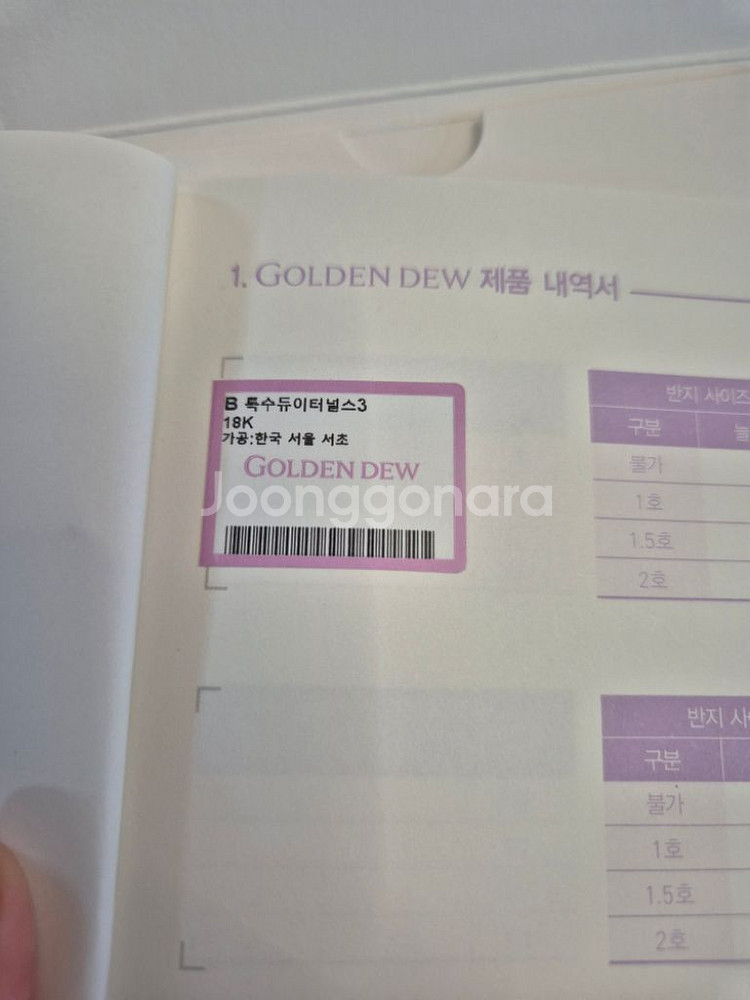 1. GOLDEN DEW 제품 내역서
B 특수듀이터널스3
18K
가공:한국 서울 서초
GOLDEN DEW
Joonggonara
반지 사이즈
구분
불가
1호
1.5호
2호
반지 사
구분
불가
1호
1.5호
2호